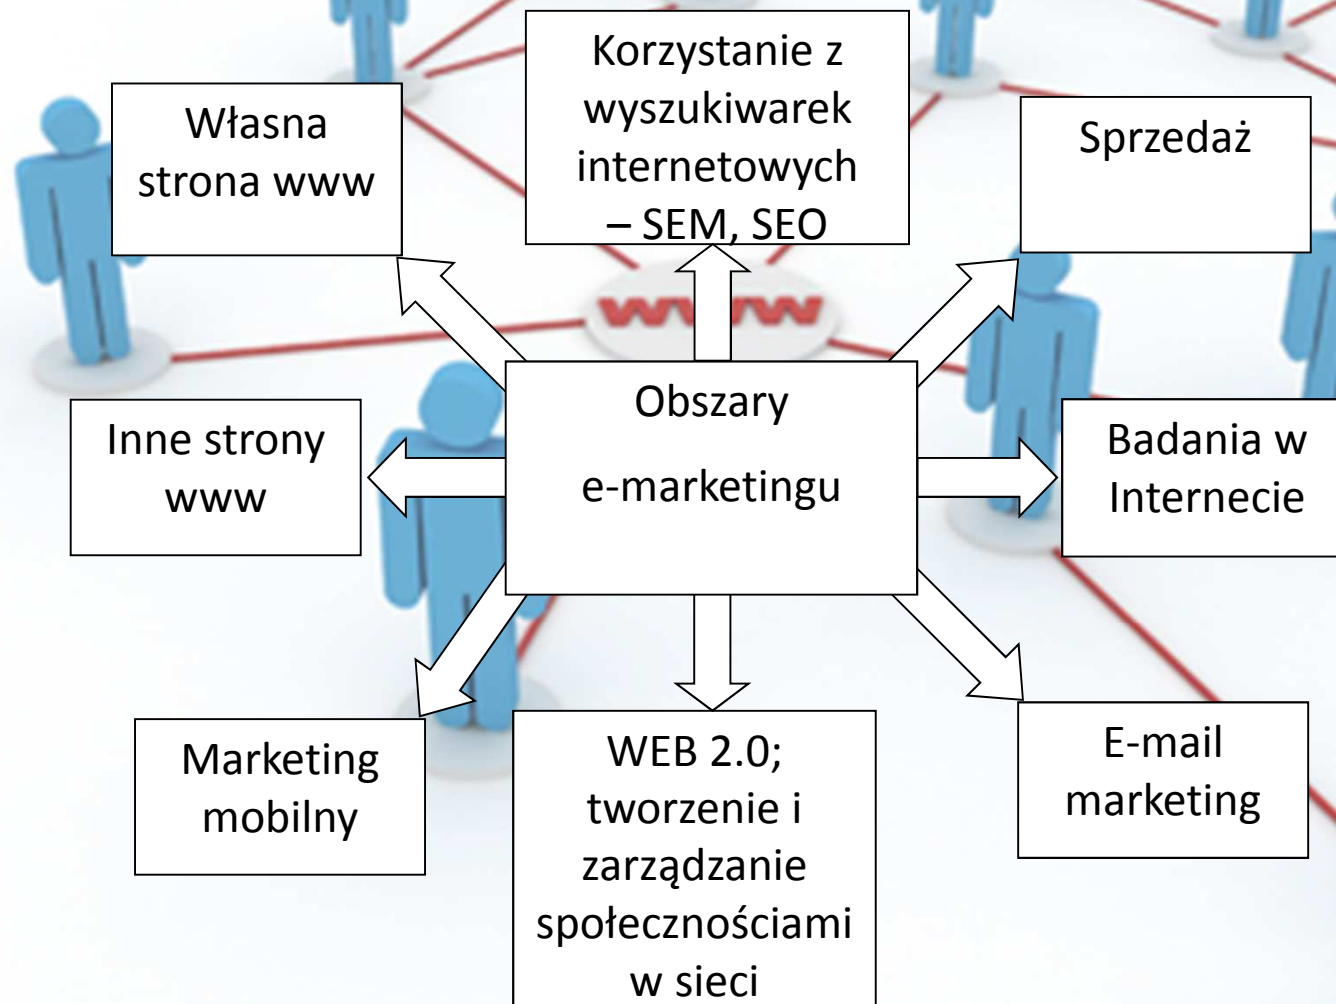 Korzystanie z
wyszukiwarek
internetowych
– SEM, SEO
Własna
strona www
Sprzedaż
www
Obszary
e-marketingu
Inne strony
www
Badania w
Internecie
Marketing
mobilny
WEB 2.0;
tworzenie i
zarządzanie
społecznościami
w sieci
E-mail
marketing